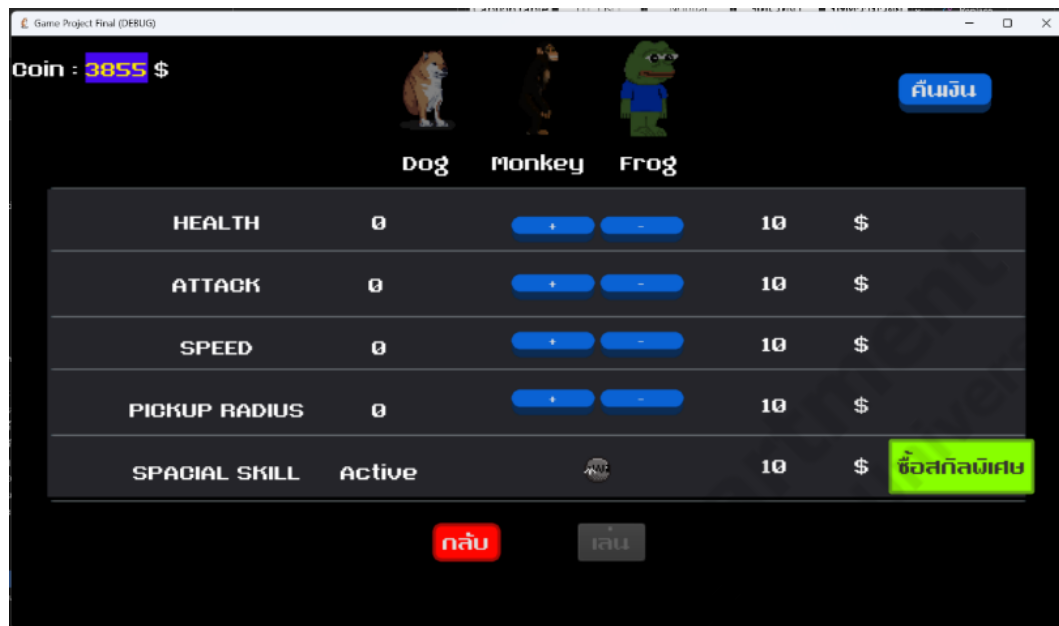 Game Project Final (DEBUG)
Coin : 3855 $
คืนเงิน
Dog Monkey Frog
HEALTH 0 + - 10 $
ATTACK 0 + - 10 $
SPEED 0 + - 10 $
PICKUP RADIUS 0 + - 10 $
SPACIAL SKILL Active 10 $ ซื้อสกิลพิเศษ
กลับ เล่น